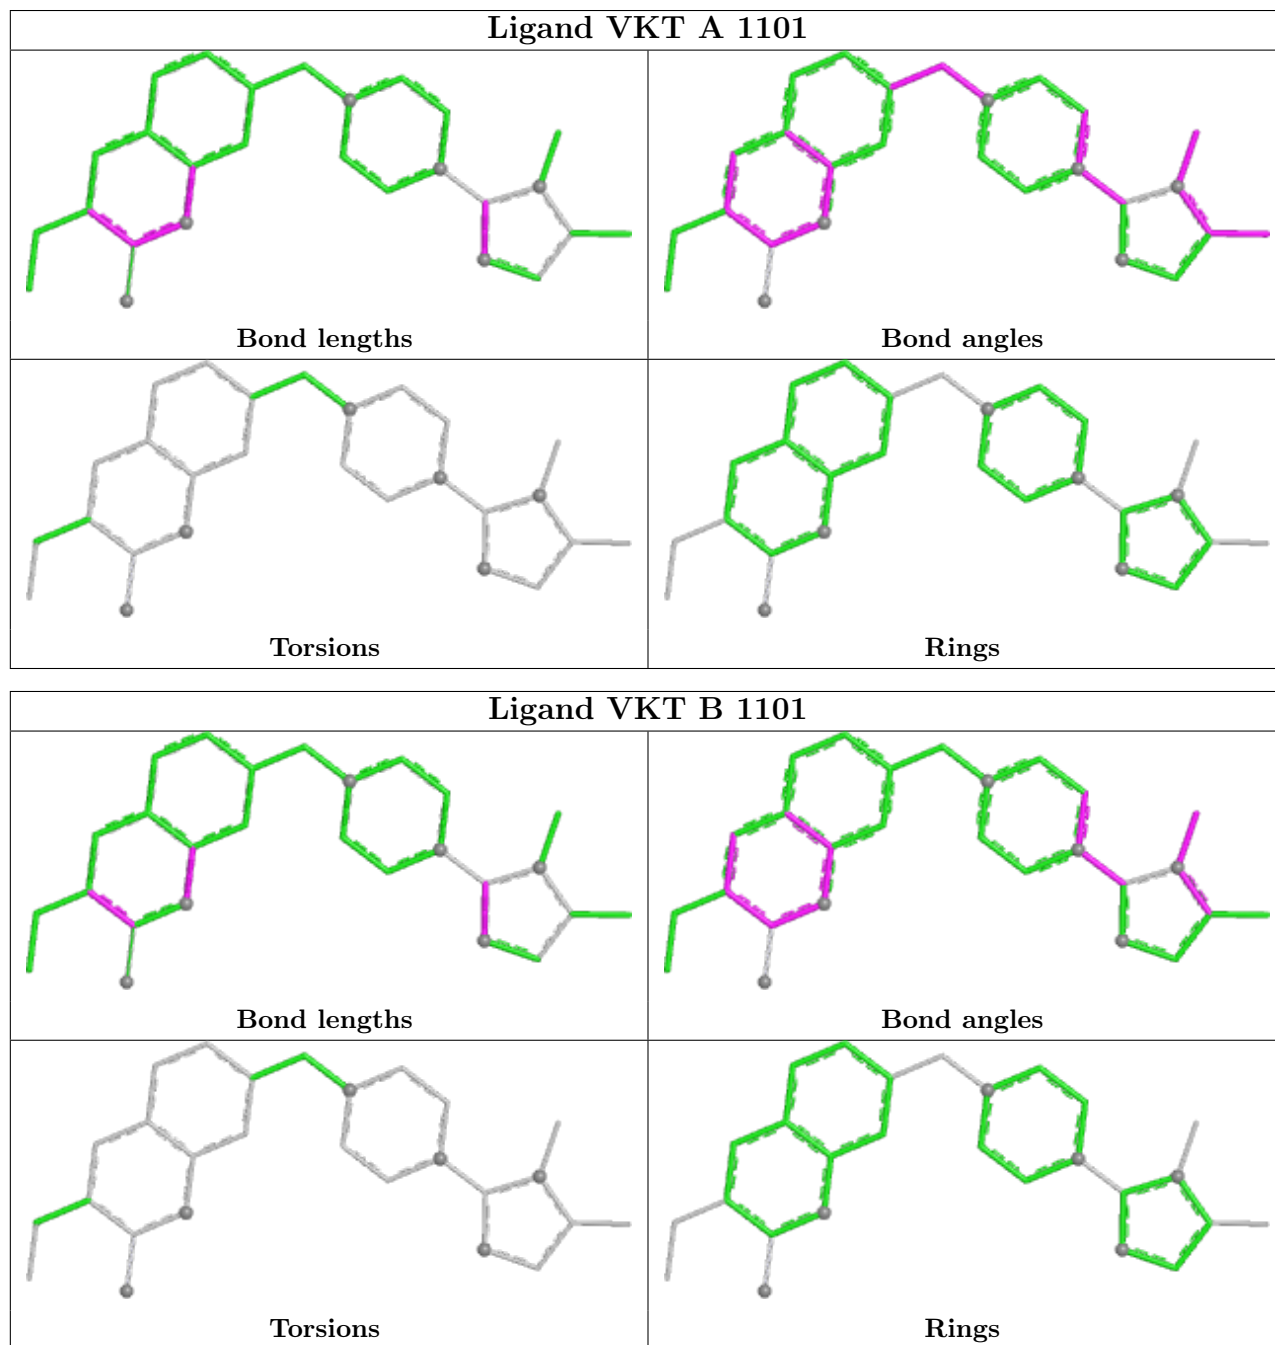 Ligand VKT A 1101
Bond lengths
Bond angles
Torsions
Rings
Ligand VKT B 1101
Bond lengths
Bond angles
Torsions
Rings